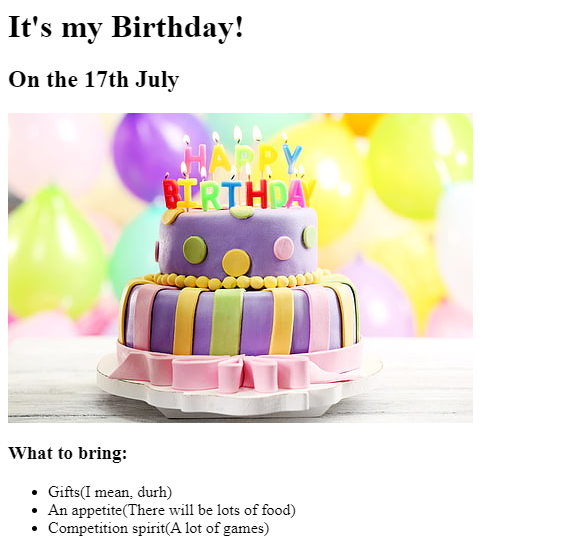 It's my Birthday!
On the 17th July
HAPPY
BIRTHDAY
What to bring:
Gifts(I mean, durh)
An appetite(There will be lots of food)
Competition spirit(A lot of games)